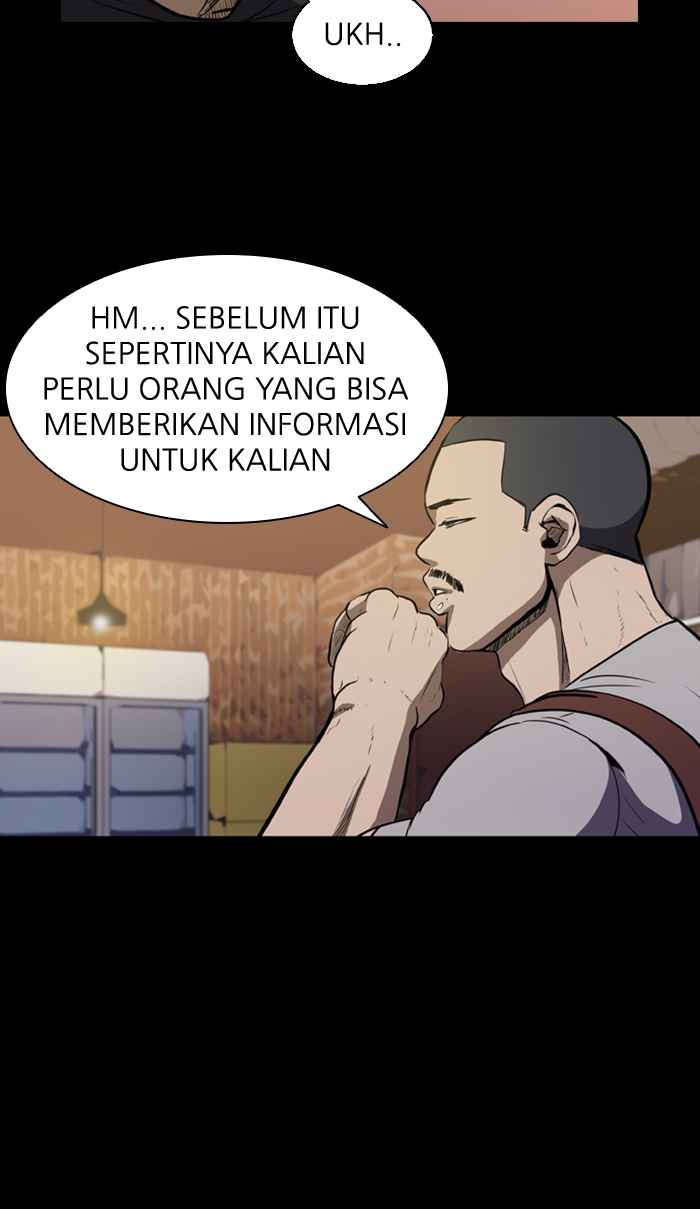 UKH..
HM... SEBELUM ITU
SEPERTINYA KALIAN
PERLU ORANG YANG BISA
MEMBERIKAN INFORMASI
UNTUK KALIAN